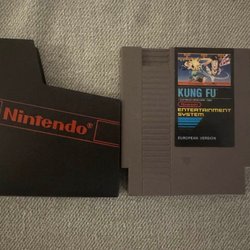 Nintendo®
KUNG FU
Nintendo
ENTERTAINMENT
SYSTEM
EUROPEAN VERSION